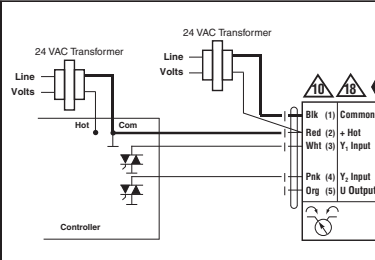 24 VAC Transformer
24 VAC Transformer
Line
Volts
Line
Volts
10 18
Hot Com
Blk (1) Common
Red (2) + Hot
Wht (3) Y1 Input
Pnk (4) Y2 Input
Org (5) U Output
Controller